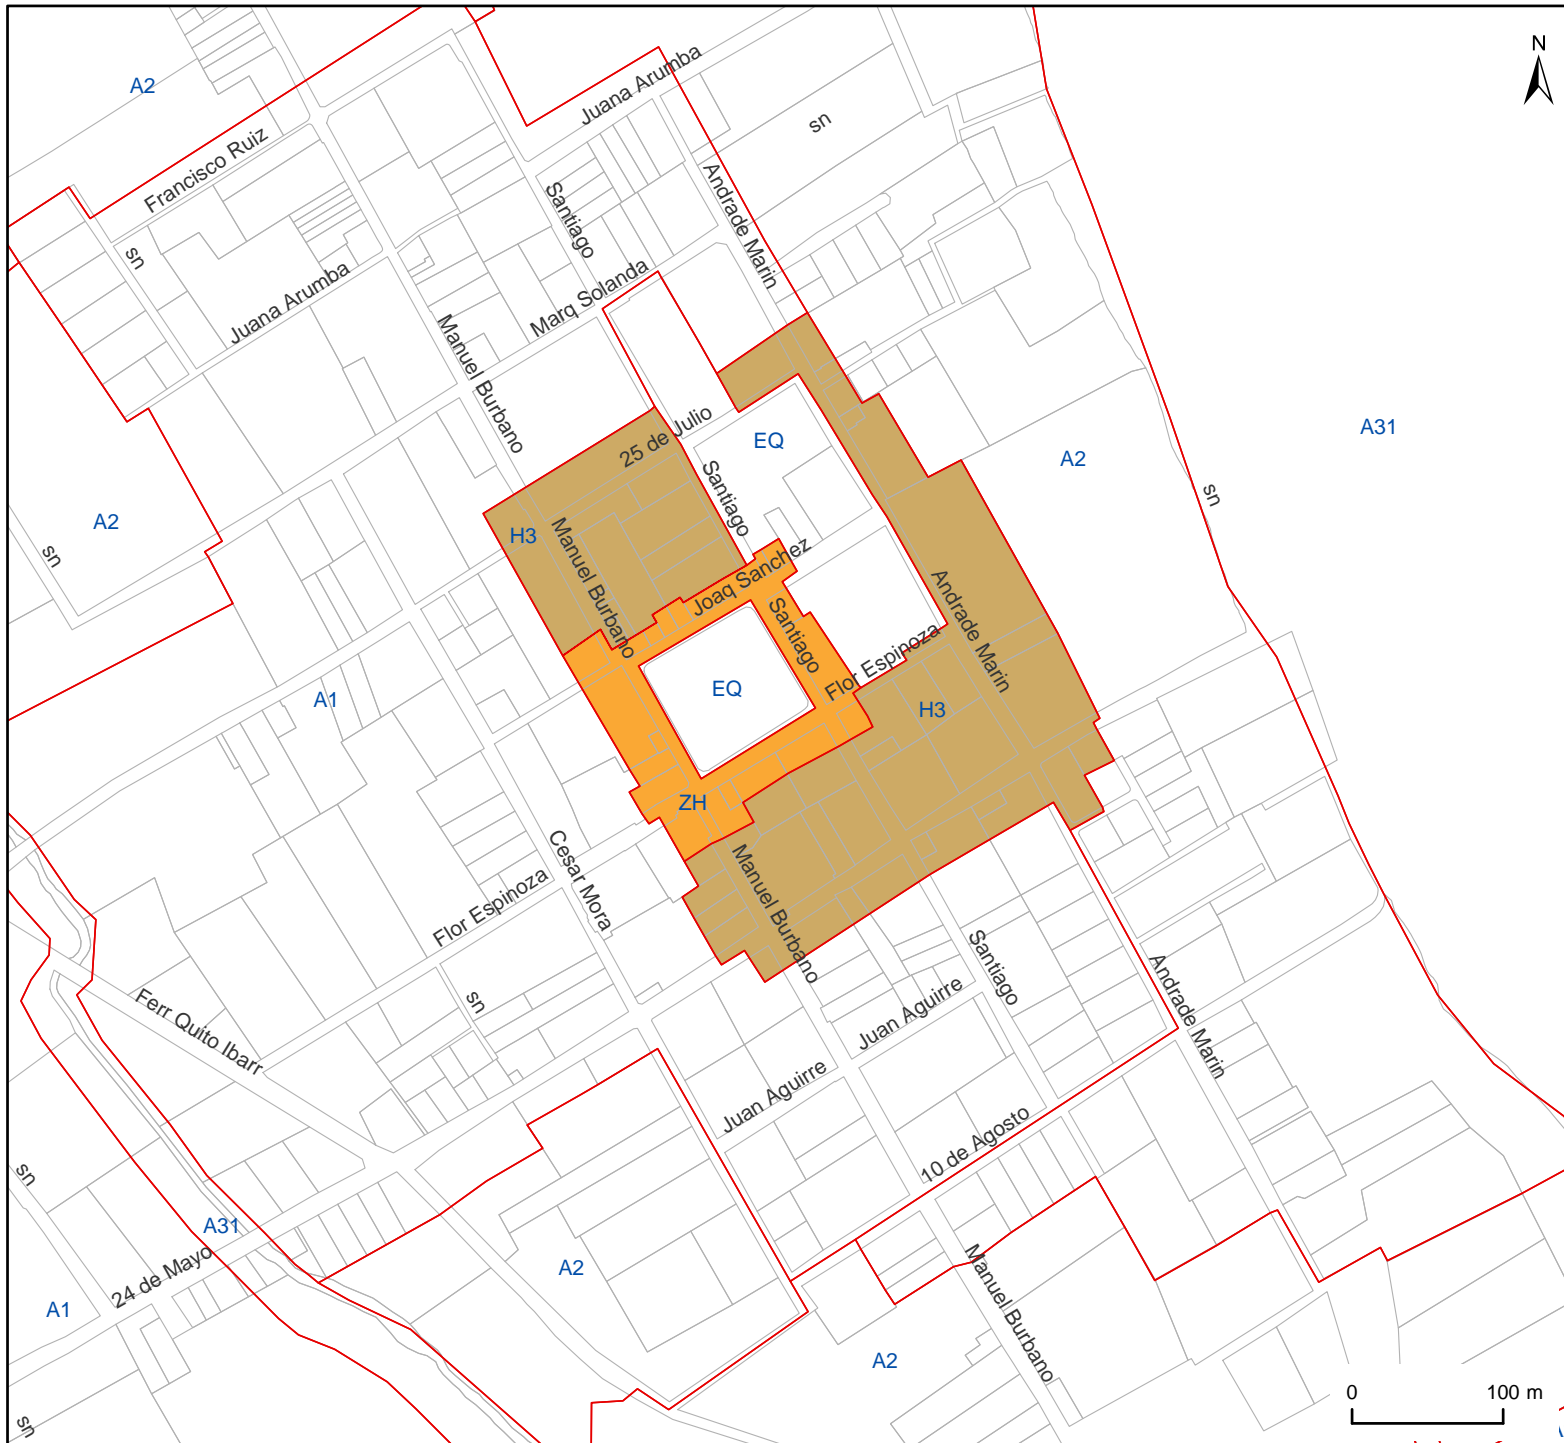 N
A2
Juana Arumba
sn
Francisco Ruiz
Andrade Marin
Santiago
sn
Juana Arumba
Marq Solanda
Manuel Burbano
25 de Julio
EQ
A31
A2
Santiago
sn
A2
H3
sn
Manuel Burbano
Joaq Sanchez
Andrade Marin
Santiago
Flor Espinoza
EQ
A1
H3
ZH
Cesar Mora
Manuel Burbano
Flor Espinoza
Santiago
Andrade Marin
sn
Juan Aguirre
Ferr Quito Ibarr
Juan Aguirre
10 de Agosto
sn
A31
24 de Mayo
A2
Manuel Burbano
A1
A2
0 100 m
sn